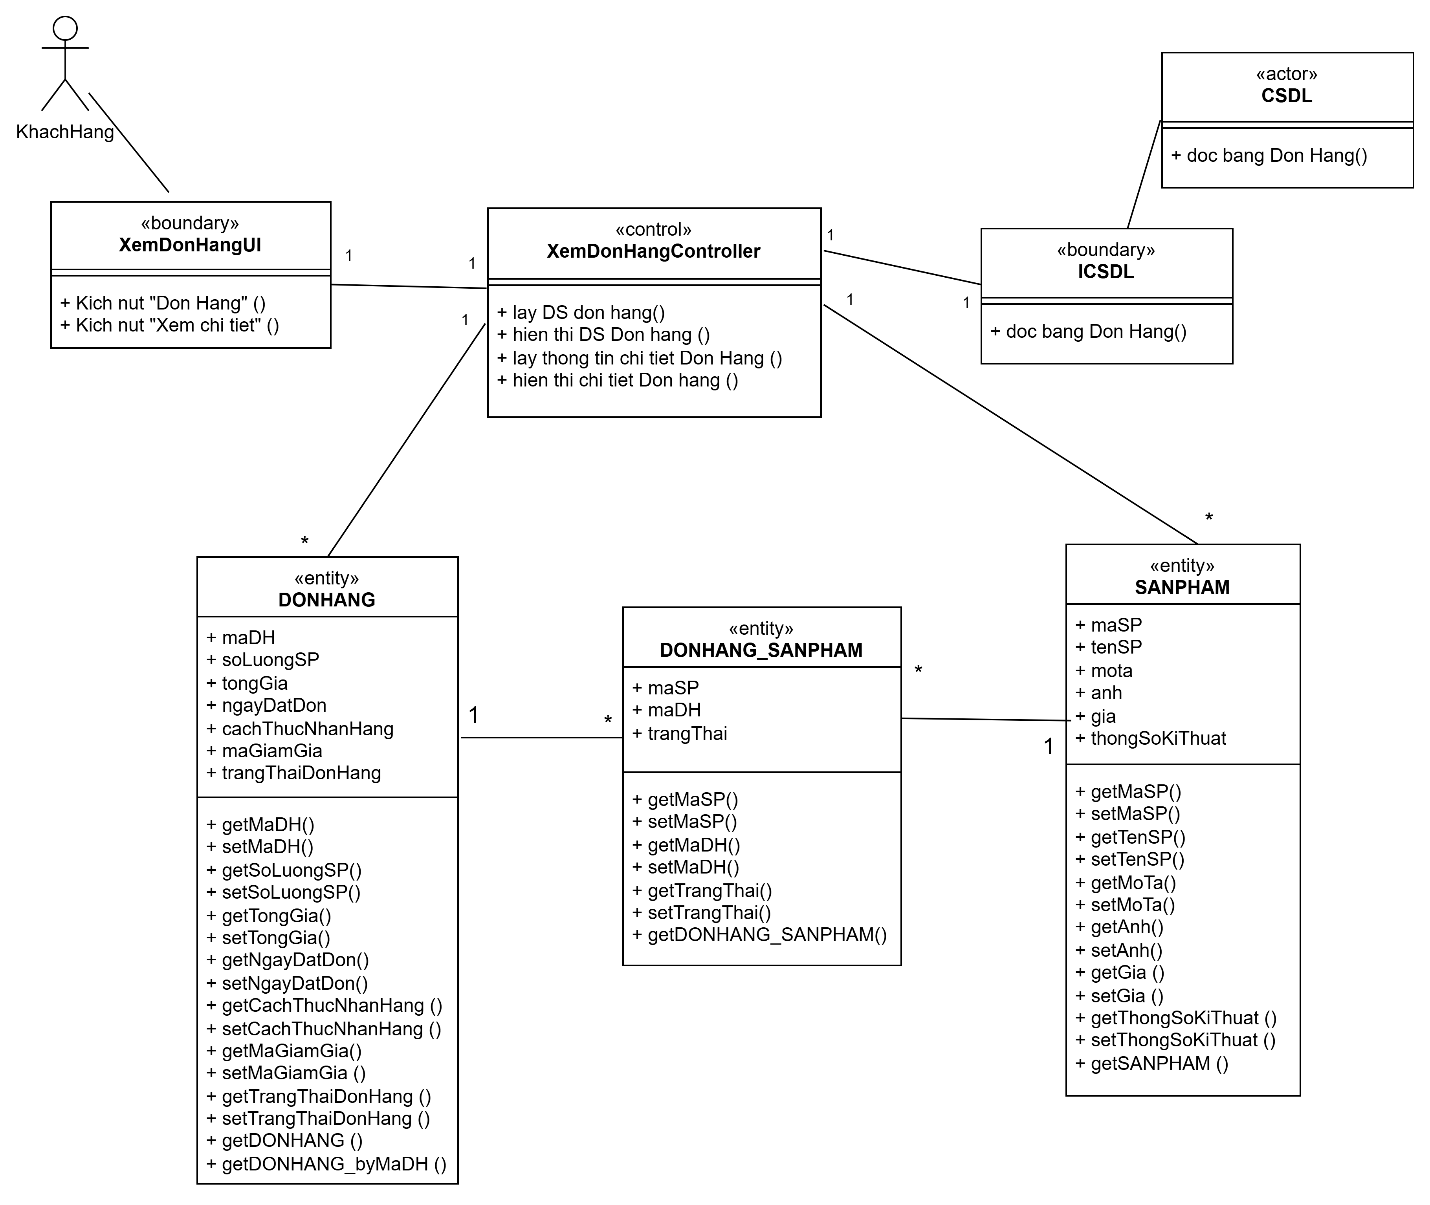 KhachHang
«actor»
CSDL
+ doc bang Don Hang()
«boundary»
XemDonHangUI
+ Kich nut "Don Hang" ()
+ Kich nut "Xem chi tiet" ()
1
1
1
«control»
XemDonHangController
+ lay DS don hang()
+ hien thi DS Don hang ()
+ lay thong tin chi tiet Don Hang ()
+ hien thi chi tiet Don hang ()
1
1
1
«boundary»
ICSDL
+ doc bang Don Hang()
*
*
«entity»
DONHANG
+ maDH
+ soLuongSP
+ tongGia
+ ngayDatDon
+ cachThucNhanHang
+ maGiamGia
+ trangThaiDonHang
+ getMaDH()
+ setMaDH()
+ getSoLuongSP()
+ setSoLuongSP()
+ getTongGia()
+ setTongGia()
+ getNgayDatDon()
+ setNgayDatDon()
+ getCachThucNhanHang ()
+ setCachThucNhanHang ()
+ getMaGiamGia()
+ setMaGiamGia ()
+ getTrangThaiDonHang ()
+ setTrangThaiDonHang ()
+ getDONHANG ()
+ getDONHANG_byMaDH ()
1
*
«entity»
DONHANG_SANPHAM
+ maSP
+ maDH
+ trangThai
+ getMaSP()
+ setMaSP()
+ getMaDH()
+ setMaDH()
+ getTrangThai()
+ setTrangThai()
+ getDONHANG_SANPHAM()
*
1
«entity»
SANPHAM
+ maSP
+ tenSP
+ mota
+ anh
+ gia
+ thongSoKiThuat
+ getMaSP()
+ setMaSP()
+ getTenSP()
+ setTenSP()
+ getMoTa()
+ setMoTa()
+ getAnh()
+ setAnh()
+ getGia ()
+ setGia ()
+ getThongSoKiThuat ()
+ setThongSoKiThuat ()
+ getSANPHAM ()